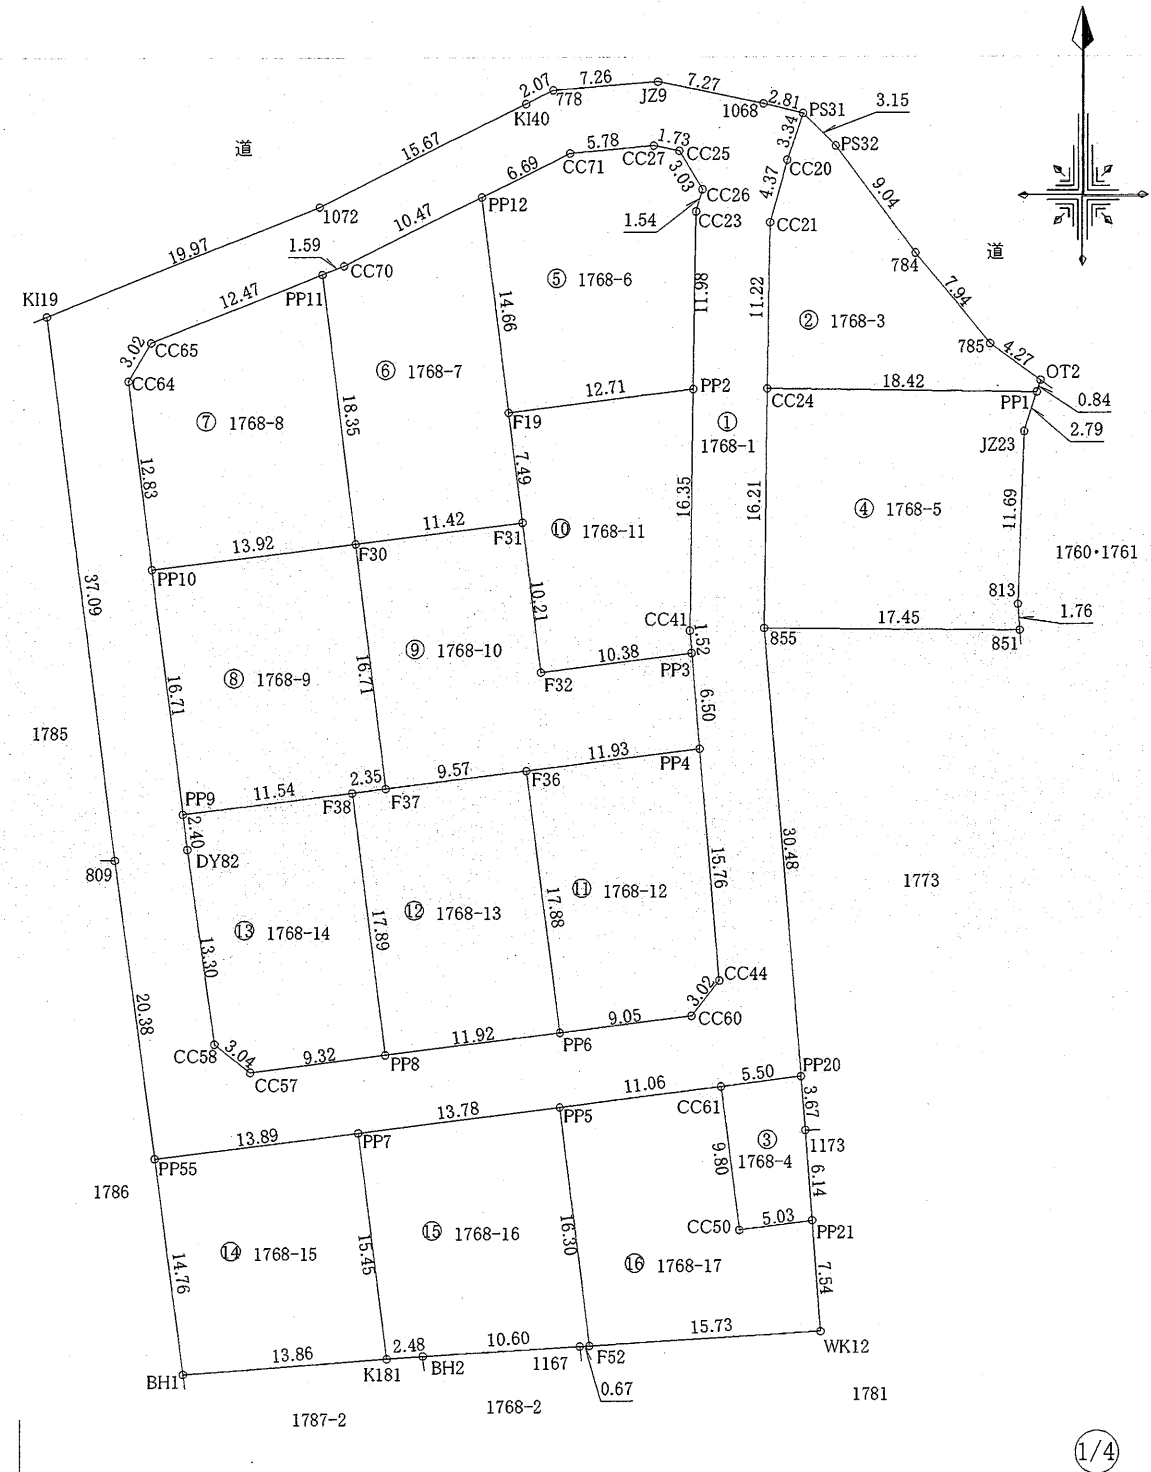 2.07
7.26
7.27
778
JZ9
2.81
3.15
KI40
1068
PS31
道
15.67
5.78
1.73
3.34
PS32
CC71
CC27
CC25
CC20
6.69
3.03
4.37
9.04
CC26
PP12
1072
10.47
1.54
CC23
CC21
道
19.97
1.59
784
CC70
⑤ 1768-6
11.98
11.22
7.94
PP11
KI19
12.47
14.66
② 1768-3
3.02
CC65
785
4.27
CC64
⑥ 1768-7
12.71
PP2
18.42
OT2
CC24
PP1
0.84
F19
2.79
⑦ 1768-8
18.35
①
1768-1
JZ23
12.83
7.49
16.35
16.21
④ 1768-5
11.69
11.42
⑩ 1768-11
13.92
F30
F31
1760・1761
PP10
37.09
10.21
813
1.76
CC41
1.52
855
17.45
851
⑨ 1768-10
10.38
⑧ 1768-9
16.71
16.71
F32
PP3
6.50
1785
11.93
PP4
2.35
9.57
F36
PP9
11.54
F38
F37
2.40
DY82
30.48
809
15.76
1773
⑪ 1768-12
17.88
⑫ 1768-13
17.89
⑬ 1768-14
13.30
CC44
3.02
20.38
9.05
CC60
CC58
3.04
9.32
11.92
PP6
PP8
CC57
PP20
5.50
11.06
CC61
3.67
13.78
PP5
13.89
PP7
③
1768-4
1173
PP55
9.80
6.14
1786
5.03
CC50
PP21
⑮ 1768-16
16.30
⑭ 1768-15
15.45
⑯ 1768-17
14.76
7.54
15.73
10.60
2.48
13.86
WK12
F52
1167
BH2
K181
BH1
0.67
1781
1768-2
1787-2
1/4